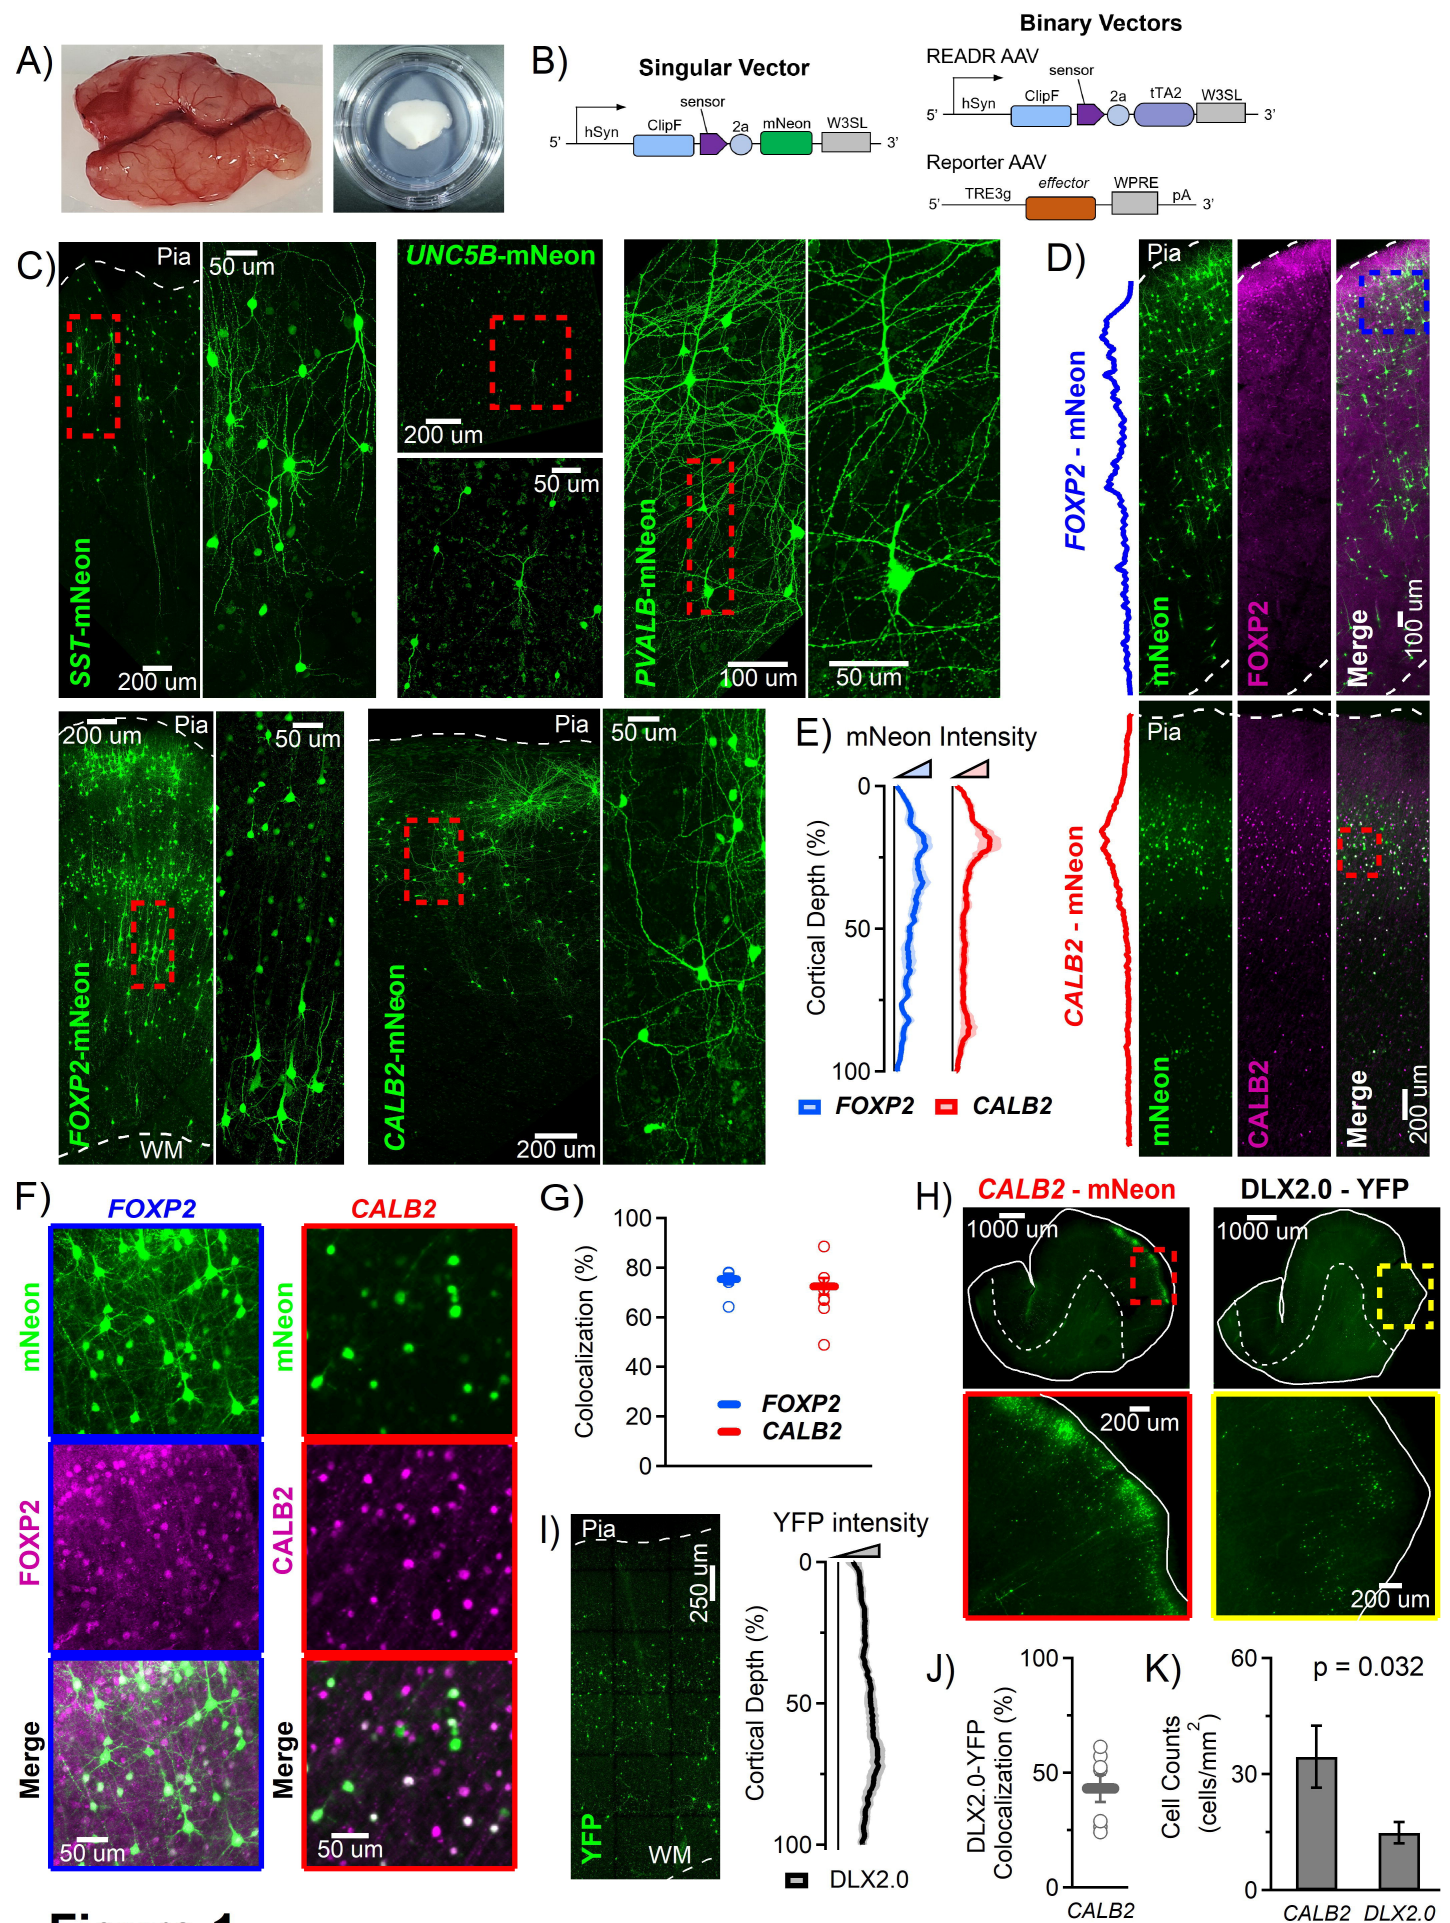 A)
B)
Singular Vector
5'
hSyn
ClipF
sensor
2a
mNeon
W3SL
3'
Binary Vectors
READR AAV
5'
hSyn
ClipF
sensor
2a
tTA2
W3SL
3'
Reporter AAV
5'
TRE3g
effector
WPRE
pA
3'
C)
Pia
SST-mNeon
200 um
50 um
UNC5B-mNeon
200 um
50 um
PVALB-mNeon
100 um
50 um
200 um
Pia
FOXP2-mNeon
WM
50 um
Pia
CALB2-mNeon
200 um
50 um
D)
FOXP2 - mNeon
Pia
mNeon
FOXP2
Merge
100 um
CALB2 - mNeon
Pia
mNeon
CALB2
Merge
200 um
E)
mNeon Intensity
Cortical Depth (%)
0
50
100
FOXP2
CALB2
F)
FOXP2
CALB2
mNeon
mNeon
FOXP2
CALB2
Merge
Merge
50 um
50 um
G)
Colocalization (%)
100
80
60
40
20
0
FOXP2
CALB2
H)
CALB2 - mNeon
DLX2.0 - YFP
1000 um
1000 um
200 um
200 um
I)
Pia
250 um
YFP
WM
YFP intensity
Cortical Depth (%)
0
50
100
DLX2.0
J)
DLX2.0-YFP
Colocalization (%)
100
50
0
CALB2
K)
Cell Counts
(cells/mm2)
60
30
0
p = 0.032
CALB2
DLX2.0